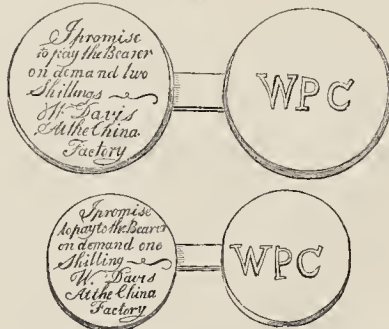 I promise
to pay the Bearer
on demand two
Shillings
W. Davis
At the China
Factory
WPC
I promise
to pay to the Bearer
on demand one
Shilling
W. Davis
At the China
Factory
WPC